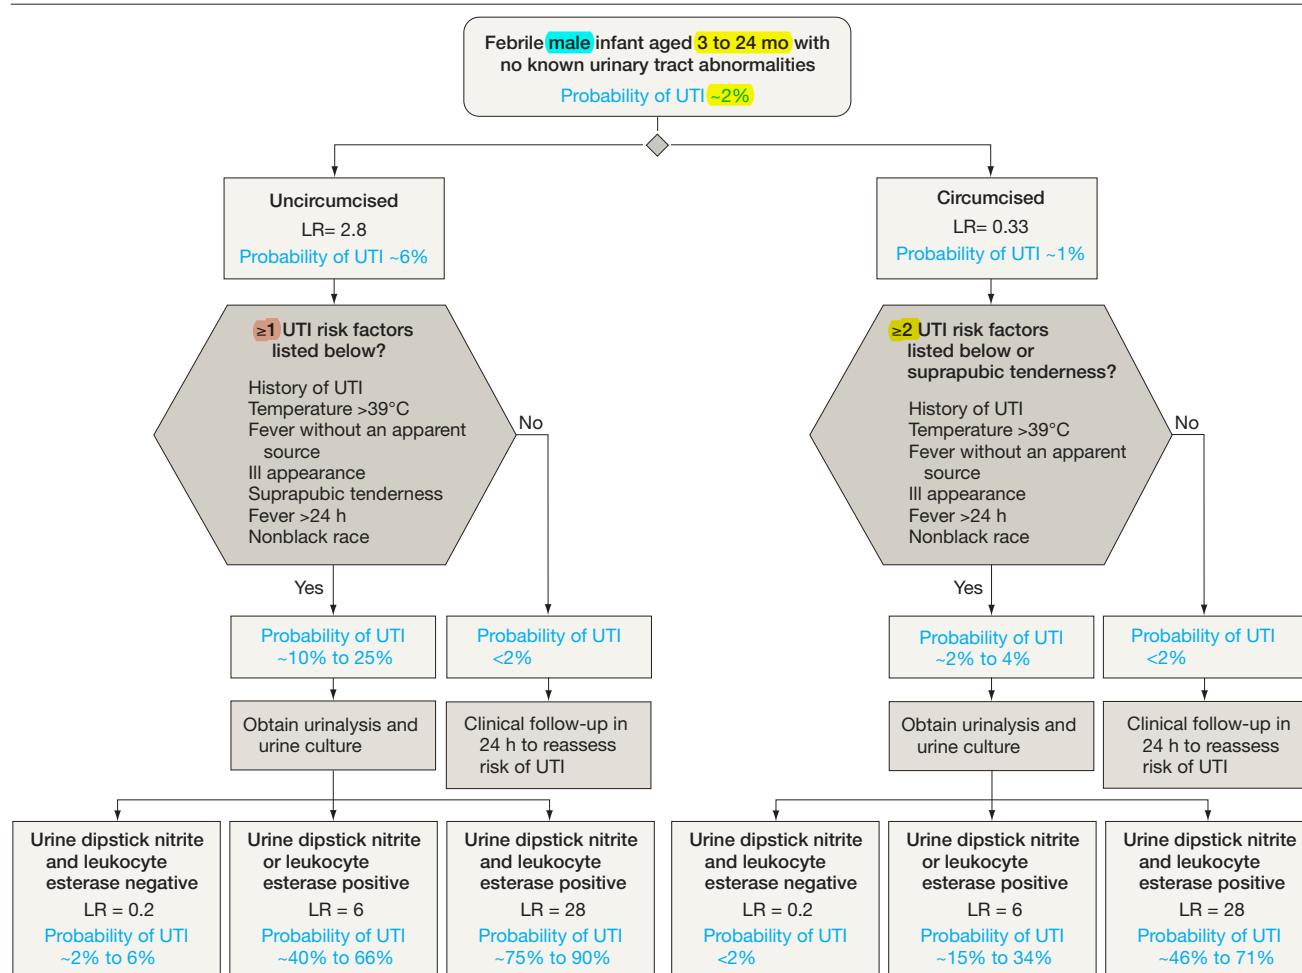 Febrile male infant aged 3 to 24 mo with
no known urinary tract abnormalities
Probability of UTI ~2%
Uncircumcised
LR= 2.8
Probability of UTI ~6%
Circumcised
LR= 0.33
Probability of UTI ~1%
≥1 UTI risk factors
listed below?
History of UTI
Temperature >39°C
Fever without an apparent
source
Ill appearance
Suprapubic tenderness
Fever >24 h
Nonblack race
No
Yes
≥2 UTI risk factors
listed below or
suprapubic tenderness?
History of UTI
Temperature >39°C
Fever without an apparent
source
Ill appearance
Fever >24 h
Nonblack race
No
Yes
Probability of UTI
~10% to 25%
Probability of UTI
<2%
Probability of UTI
~2% to 4%
Probability of UTI
<2%
Obtain urinalysis and
urine culture
Clinical follow-up in
24 h to reassess
risk of UTI
Obtain urinalysis and
urine culture
Clinical follow-up in
24 h to reassess
risk of UTI
Urine dipstick nitrite
and leukocyte
esterase negative
LR = 0.2
Probability of UTI
~2% to 6%
Urine dipstick nitrite
or leukocyte
esterase positive
LR = 6
Probability of UTI
~40% to 66%
Urine dipstick nitrite
and leukocyte
esterase positive
LR = 28
Probability of UTI
~75% to 90%
Urine dipstick nitrite
and leukocyte
esterase negative
LR = 0.2
Probability of UTI
<2%
Urine dipstick nitrite
or leukocyte
esterase positive
LR = 6
Probability of UTI
~15% to 34%
Urine dipstick nitrite
and leukocyte
esterase positive
LR = 28
Probability of UTI
~46% to 71%